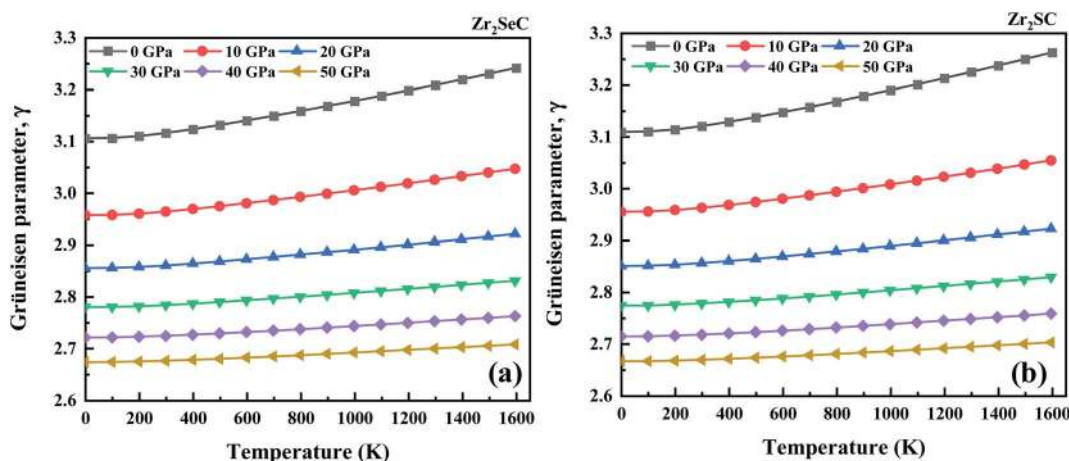 Zr₂SeC
0 GPa 10 GPa 20 GPa
30 GPa 40 GPa 50 GPa
3.3
3.2
3.1
3.0
2.9
2.8
2.7
2.6
Grüneisen parameter, γ
(a)
0 200 400 600 800 1000 1200 1400 1600
Temperature (K)
Zr₂SC
0 GPa 10 GPa 20 GPa
30 GPa 40 GPa 50 GPa
3.3
3.2
3.1
3.0
2.9
2.8
2.7
2.6
Grüneisen parameter, γ
(b)
0 200 400 600 800 1000 1200 1400 1600
Temperature (K)